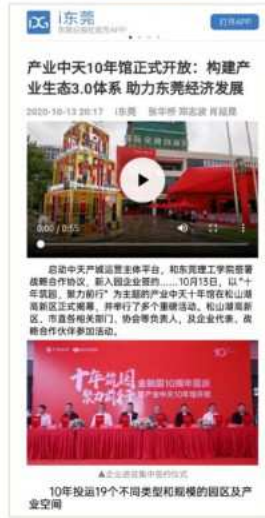 i东莞
打开APP
产业中天10年馆正式开放：构建产
业生态3.0体系 助力东莞经济发展
2020-10-13 20:17 i东莞
0:00 / 0:55
启动中天产城运营主体平台，和东莞理工学院签署
战略合作协议，新入园企业签约……10月13日，以“十
年筑园，聚力前行”为主题的产业中天十年馆在松山湖
高新区正式揭幕，并举行了多个重磅活动。松山湖高
新区、市直各相关部门、协会等负责人，及企业代表、战
略合作伙伴参加活动。
十年筑园
聚力前行
▲企业进驻集中签约仪式
10年投运19个不同类型和规模的园区及产
业空间